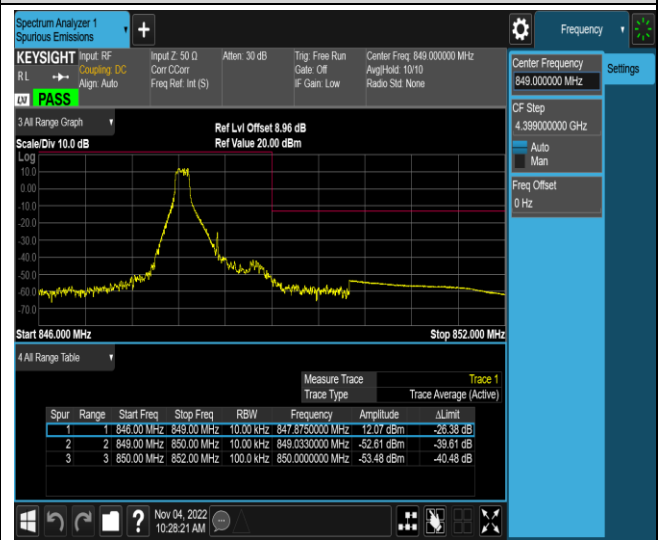 Spectrum Analyzer 1
Spurious Emissions
+
Frequency
KEYSIGHT Input: RF Input Z: 50 Ω Atten: 30 dB Trig: Free Run Center Freq: 849.000000 MHz
RL Coupling: DC Corr CCorr Gate: Off Avg|Hold: 10/10
Align: Auto Freq Ref: Int (S) IF Gain: Low Radio Std: None
LXI PASS
Center Frequency
849.000000 MHz
Settings
CF Step
4.399000000 GHz
Auto
Man
Freq Offset
0 Hz
3 All Range Graph
Ref Lvl Offset 8.96 dB
Scale/Div 10.0 dB Ref Value 20.00 dBm
Log
10.0
0.00
-10.0
-20.0
-30.0
-40.0
-50.0
-60.0
-70.0
Start 846.000 MHz Stop 852.000 MHz
4 All Range Table
Measure Trace Trace 1
Trace Type Trace Average (Active)
Spur Range Start Freq Stop Freq RBW Frequency Amplitude ΔLimit
1 1 846.00 MHz 849.00 MHz 10.00 kHz 847.8750000 MHz 12.07 dBm -26.38 dB
2 2 849.00 MHz 850.00 MHz 10.00 kHz 849.0330000 MHz -52.61 dBm -39.61 dB
3 3 850.00 MHz 852.00 MHz 100.0 kHz 850.0000000 MHz -53.48 dBm -40.48 dB
?
Nov 04, 2022
10:28:21 AM